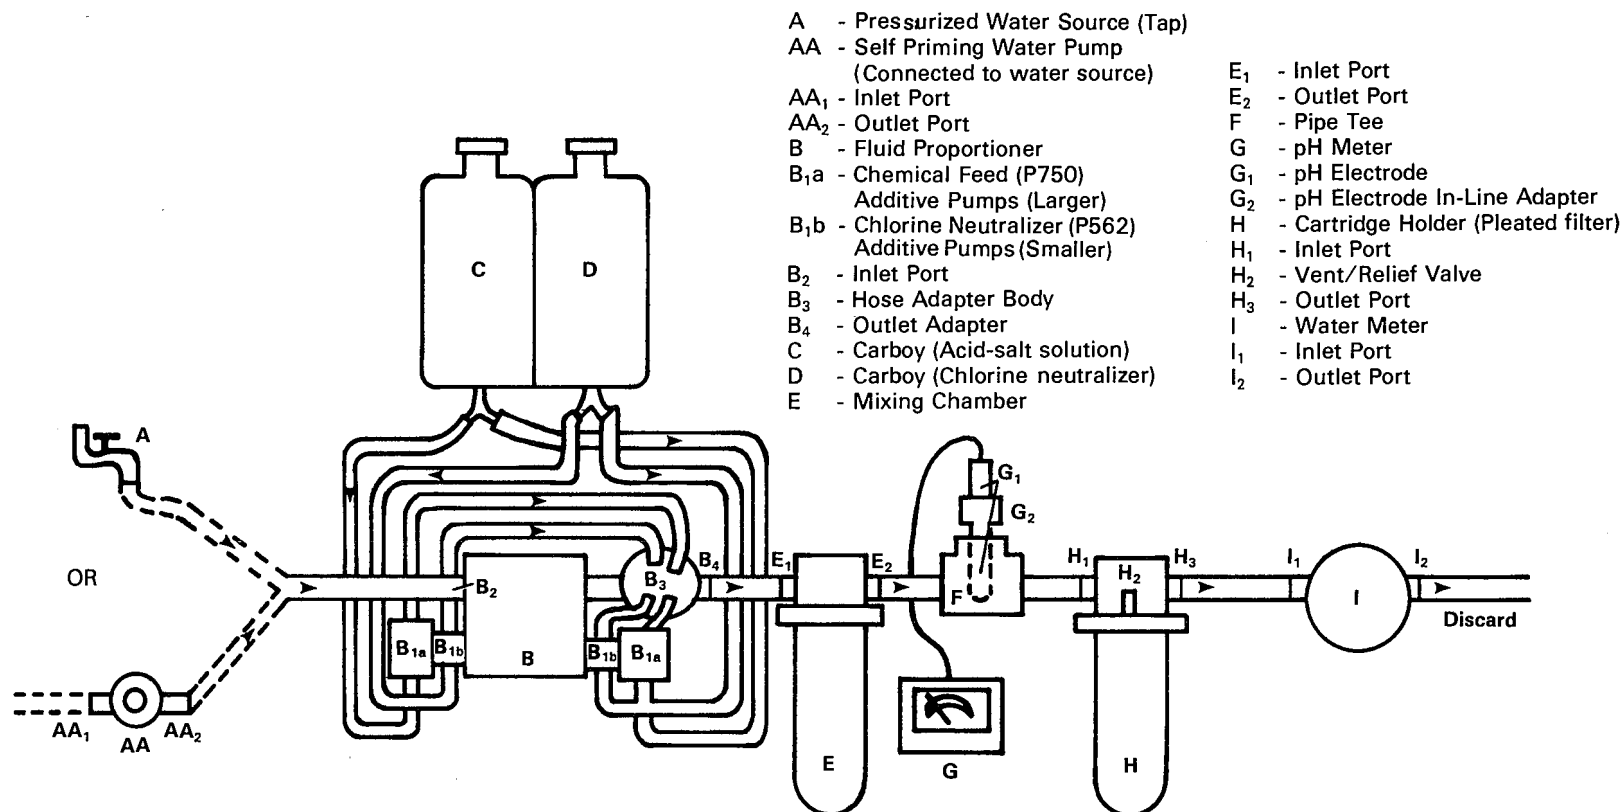 A - Pressurized Water Source (Tap)
AA - Self Priming Water Pump
(Connected to water source)
AA₁ - Inlet Port
AA₂ - Outlet Port
B - Fluid Proportioner
B₁a - Chemical Feed (P750)
Additive Pumps (Larger)
B₁b - Chlorine Neutralizer (P562)
Additive Pumps (Smaller)
B₂ - Inlet Port
B₃ - Hose Adapter Body
B₄ - Outlet Adapter
C - Carboy (Acid-salt solution)
D - Carboy (Chlorine neutralizer)
E - Mixing Chamber
E₁ - Inlet Port
E₂ - Outlet Port
F - Pipe Tee
G - pH Meter
G₁ - pH Electrode
G₂ - pH Electrode In-Line Adapter
H - Cartridge Holder (Pleated filter)
H₁ - Inlet Port
H₂ - Vent/Relief Valve
H₃ - Outlet Port
I - Water Meter
I₁ - Inlet Port
I₂ - Outlet Port
C
D
A
OR
AA₁
AA
AA₂
B₂
B₁a
B₁b
B
B₁b
B₁a
B₃
B₄
E₁
E₂
E
G₁
G₂
F
G
H₁
H₂
H₃
H
I₁
I
I₂
Discard